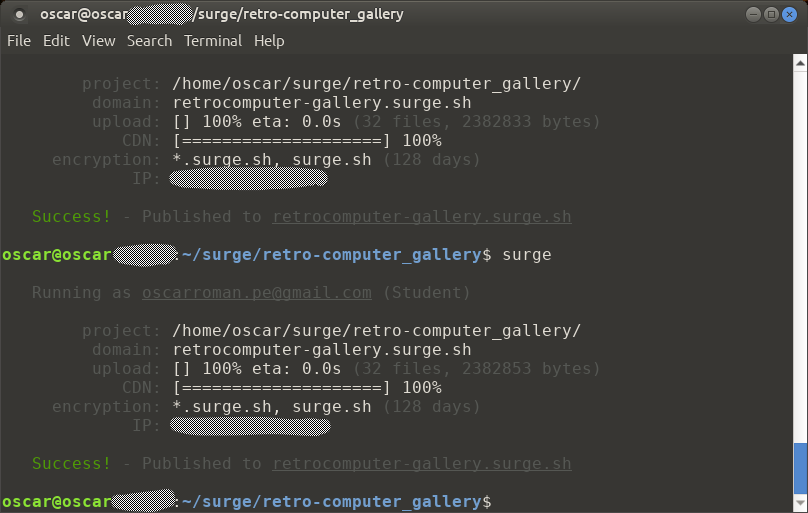 oscar@oscar /surge/retro-computer_gallery
File Edit View Search Terminal Help
project: /home/oscar/surge/retro-computer_gallery/
domain: retrocomputer-gallery.surge.sh
upload: [] 100% eta: 0.0s (32 files, 2382833 bytes)
CDN: [====================] 100%
encryption: *.surge.sh, surge.sh (128 days)
IP:
Success! - Published to retrocomputer-gallery.surge.sh
oscar@oscar :~/surge/retro-computer_gallery$ surge
Running as oscarroman.pe@gmail.com (Student)
project: /home/oscar/surge/retro-computer_gallery/
domain: retrocomputer-gallery.surge.sh
upload: [] 100% eta: 0.0s (32 files, 2382853 bytes)
CDN: [====================] 100%
encryption: *.surge.sh, surge.sh (128 days)
IP:
Success! - Published to retrocomputer-gallery.surge.sh
oscar@oscar :~/surge/retro-computer_gallery$